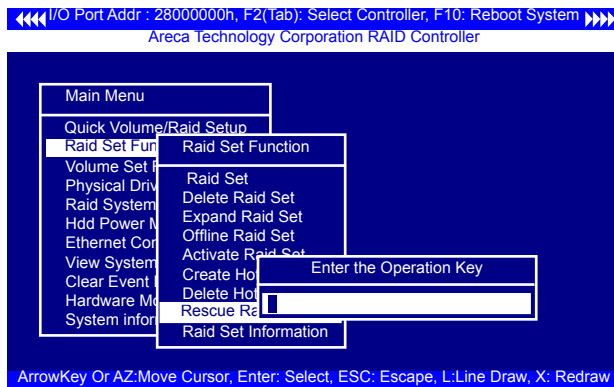 I/O Port Addr : 28000000h, F2(Tab): Select Controller, F10: Reboot System
Areca Technology Corporation RAID Controller
Main Menu
Quick Volume/Raid Setup
Raid Set Fun
Volume Set F
Physical Driv
Raid System
Hdd Power M
Ethernet Con
View System
Clear Event
Hardware Mo
System infor
Raid Set Function
Raid Set
Delete Raid Set
Expand Raid Set
Offline Raid Set
Activate Raid Set
Create Hot
Delete Hot
Rescue Ra
Raid Set Information
Enter the Operation Key
ArrowKey Or AZ:Move Cursor, Enter: Select, ESC: Escape, L:Line Draw, X: Redraw